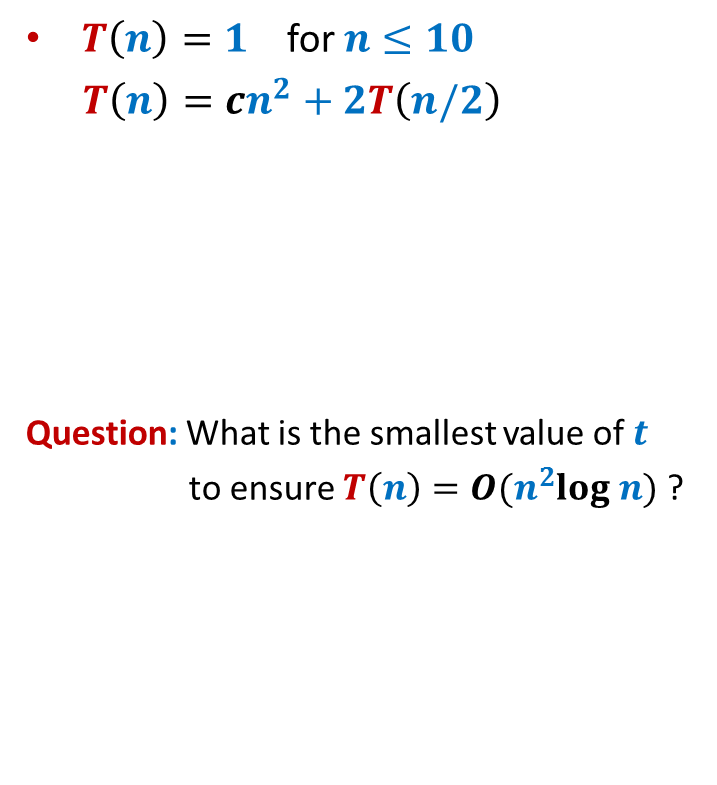 • T(n) = 1 for n ≤ 10
T(n) = cn² + 2T(n/2)
Question: What is the smallest value of t
to ensure T(n) = O(n²log n) ?